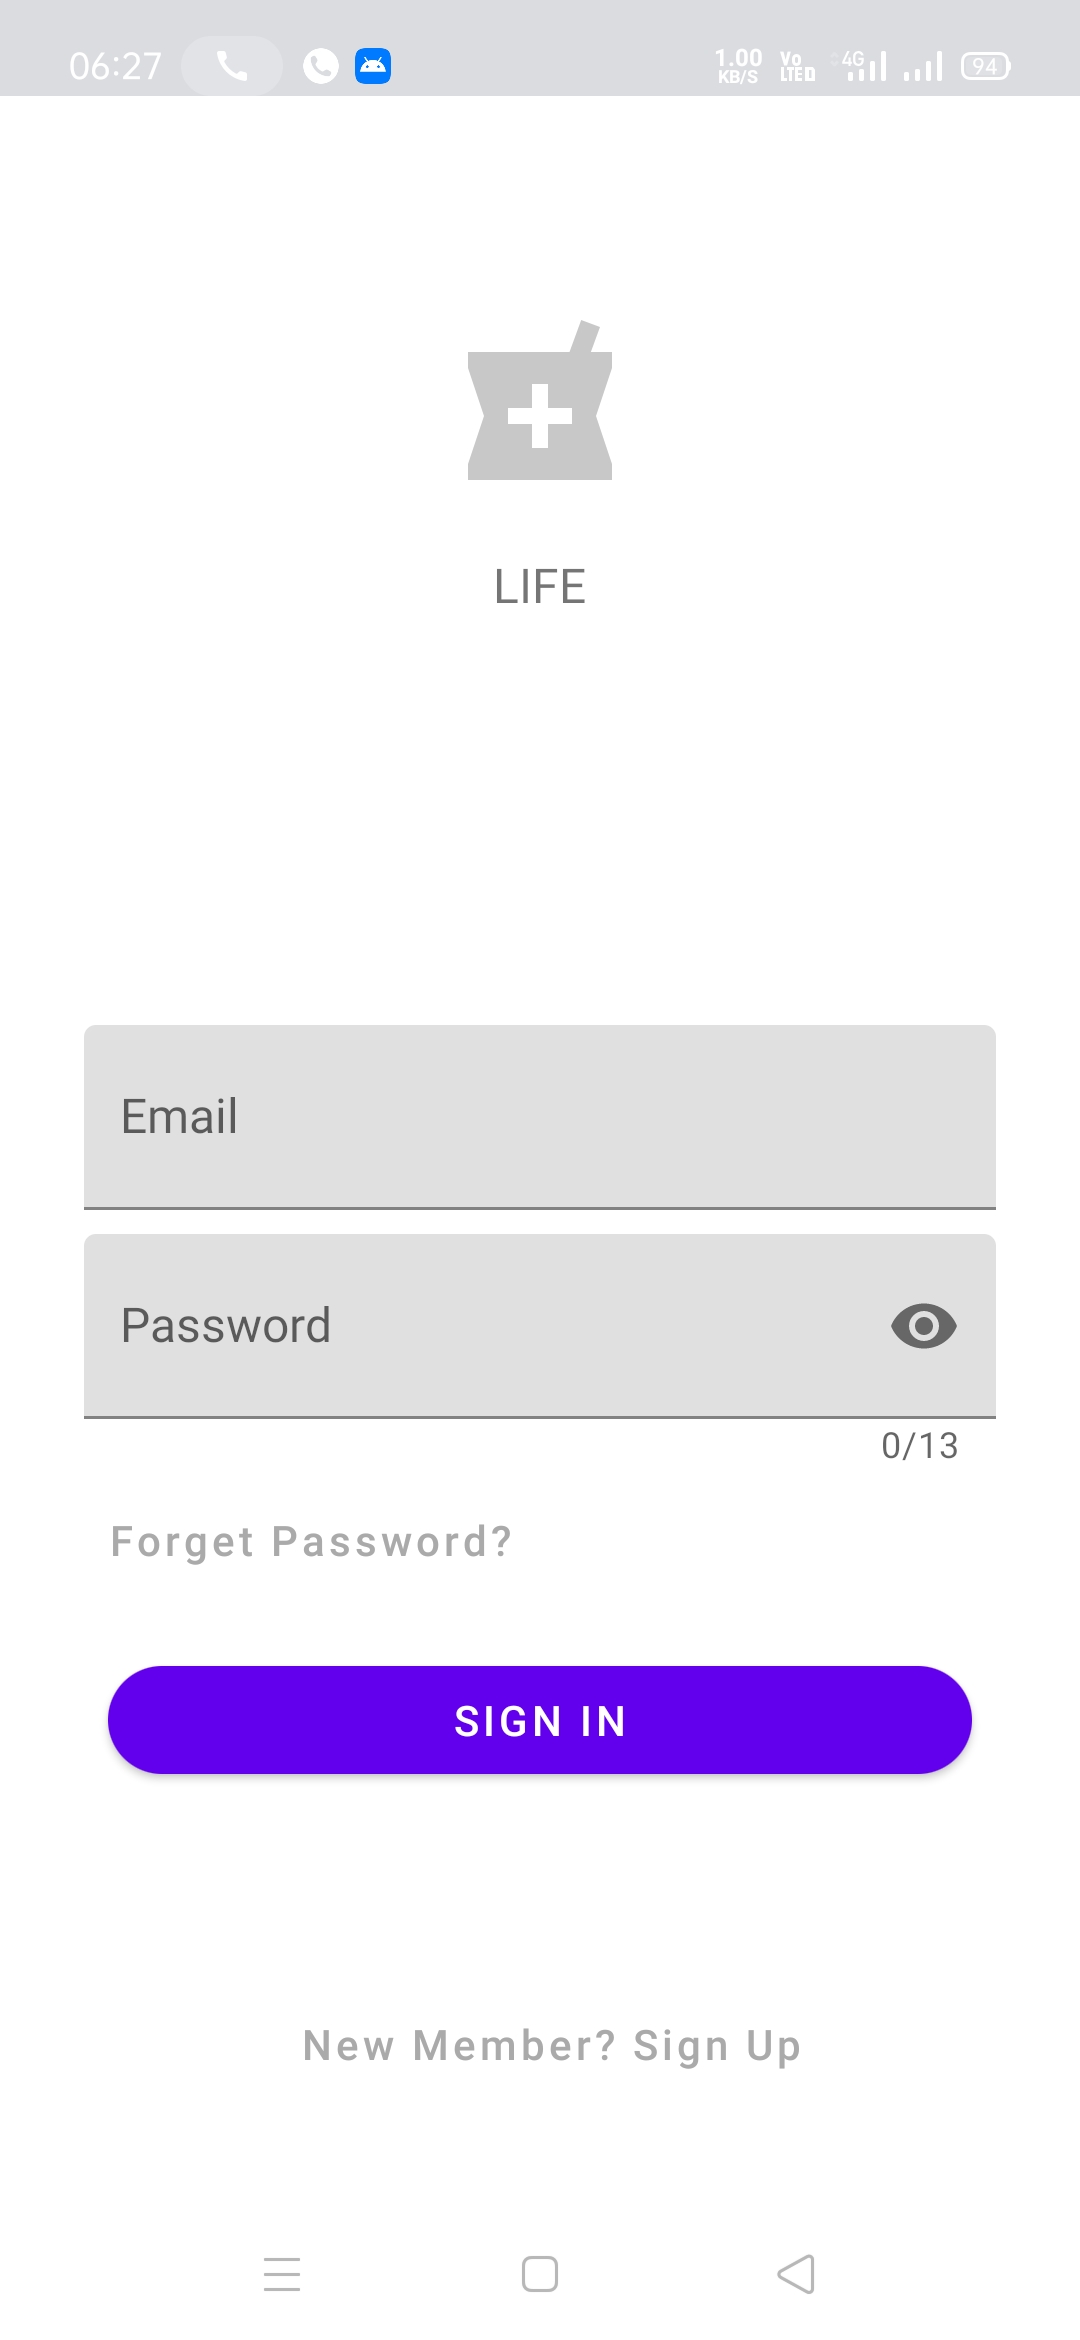 06:27
1.00
KB/S
Vo
LTE D
4G
94
LIFE
Email
Password
0/13
Forget Password?
SIGN IN
New Member? Sign Up